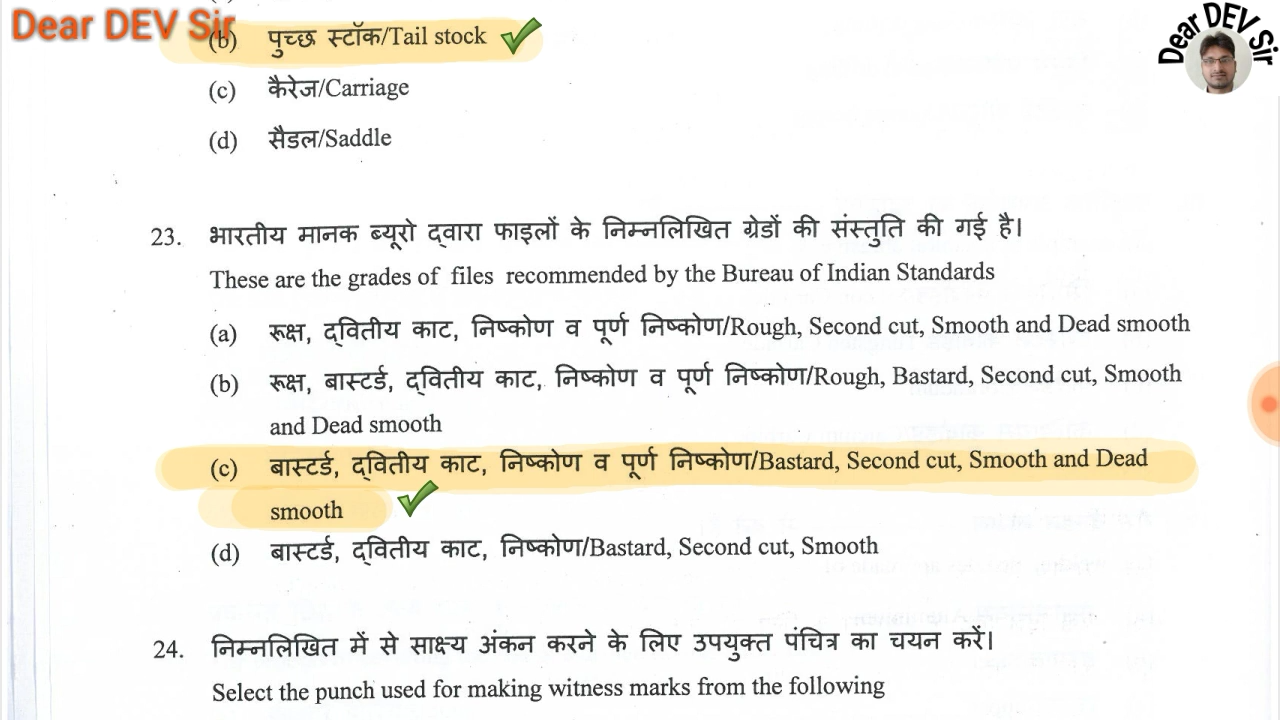 Dear DEV Sir
Dear DEV Sir
(b) पुच्छ स्टॉक/Tail stock
(c) कैरेज/Carriage
(d) सैडल/Saddle
23. भारतीय मानक ब्यूरो द्वारा फाइलों के निम्नलिखित ग्रेडों की संस्तुति की गई है।
These are the grades of files recommended by the Bureau of Indian Standards
(a) रूक्ष, द्वितीय काट, निष्कोण व पूर्ण निष्कोण/Rough, Second cut, Smooth and Dead smooth
(b) रूक्ष, बास्टर्ड, द्वितीय काट, निष्कोण व पूर्ण निष्कोण/Rough, Bastard, Second cut, Smooth
and Dead smooth
(c) बास्टर्ड, द्वितीय काट, निष्कोण व पूर्ण निष्कोण/Bastard, Second cut, Smooth and Dead
smooth
(d) बास्टर्ड, द्वितीय काट, निष्कोण/Bastard, Second cut, Smooth
24. निम्नलिखित में से साक्ष्य अंकन करने के लिए उपयुक्त पंचित्र का चयन करें।
Select the punch used for making witness marks from the following